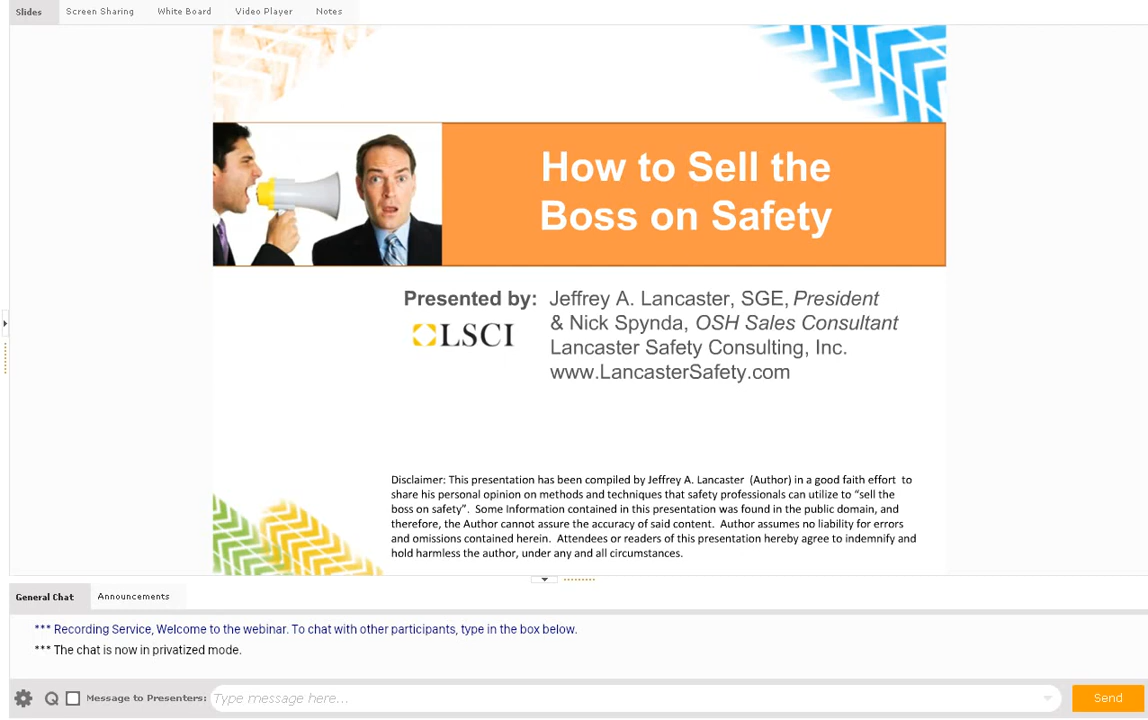 Slides Screen Sharing White Board Video Player Notes
How to Sell the
Boss on Safety
Presented by: Jeffrey A. Lancaster, SGE, President
& Nick Spynda, OSH Sales Consultant
LSCI
Lancaster Safety Consulting, Inc.
www.LancasterSafety.com
Disclaimer: This presentation has been compiled by Jeffrey A. Lancaster (Author) in a good faith effort to
share his personal opinion on methods and techniques that safety professionals can utilize to “sell the
boss on safety”. Some Information contained in this presentation was found in the public domain, and
therefore, the Author cannot assure the accuracy of said content. Author assumes no liability for errors
and omissions contained herein. Attendees or readers of this presentation hereby agree to indemnify and
hold harmless the author, under any and all circumstances.
General Chat Announcements
*** Recording Service, Welcome to the webinar. To chat with other participants, type in the box below.
*** The chat is now in privatized mode.
Q Message to Presenters: Type message here... Send